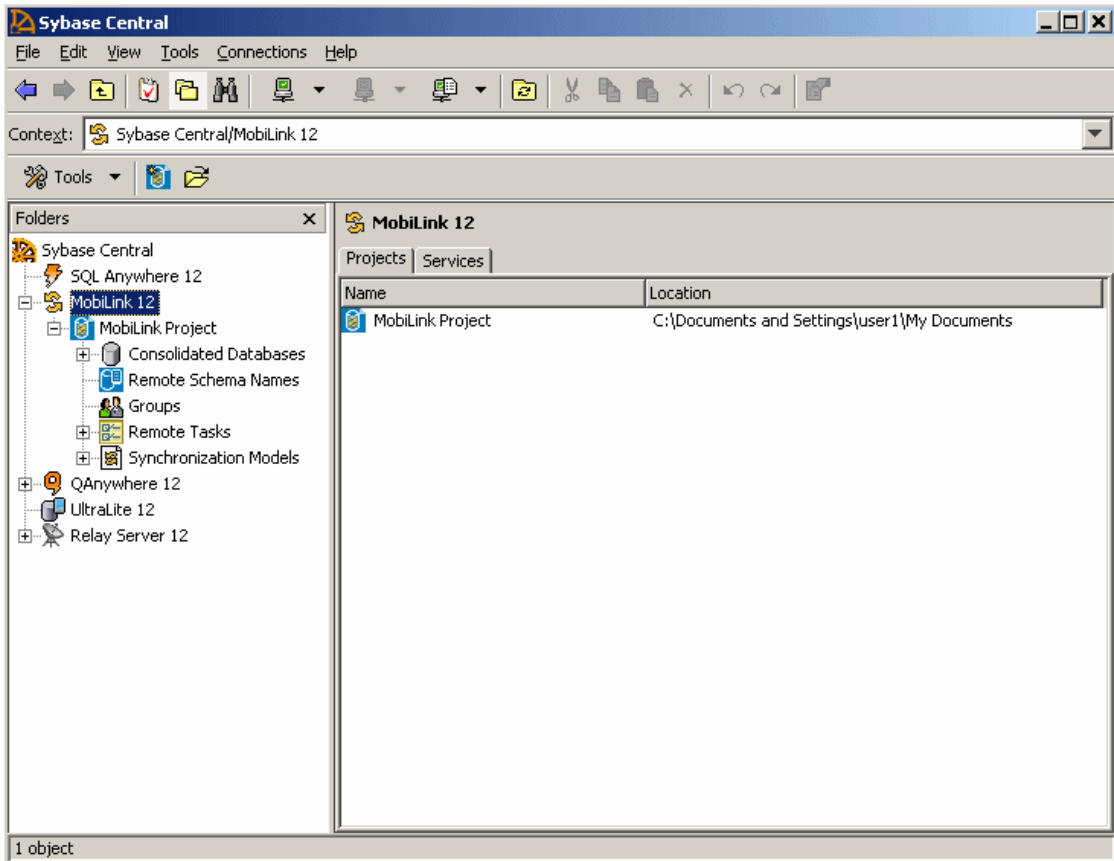 Sybase Central
File Edit View Tools Connections Help
Context: Sybase Central/MobiLink 12
Tools
Folders
Sybase Central
SQL Anywhere 12
MobiLink 12
MobiLink Project
Consolidated Databases
Remote Schema Names
Groups
Remote Tasks
Synchronization Models
QAnywhere 12
UltraLite 12
Relay Server 12
MobiLink 12
Projects Services
Name Location
MobiLink Project C:\Documents and Settings\user1\My Documents
1 object